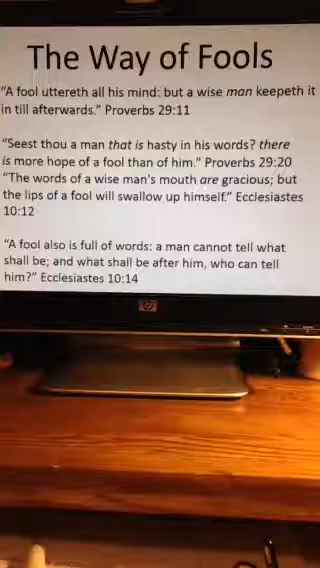 The Way of Fools
"A fool uttereth all his mind: but a wise man keepeth it
in till afterwards." Proverbs 29:11
"Seest thou a man that is hasty in his words? there
is more hope of a fool than of him." Proverbs 29:20
"The words of a wise man's mouth are gracious; but
the lips of a fool will swallow up himself." Ecclesiastes
10:12
"A fool also is full of words: a man cannot tell what
shall be; and what shall be after him, who can tell
him?" Ecclesiastes 10:14
hp